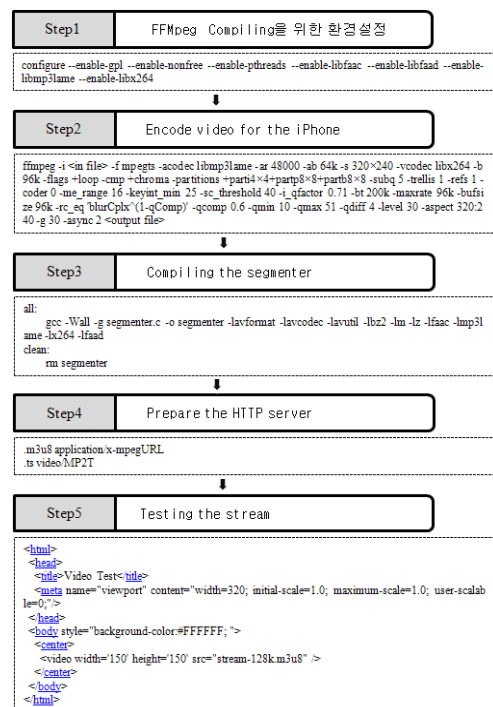 Step1
FFMpeg Compiling을 위한 환경설정
configure --enable-gpl --enable-nonfree --enable-pthreads --enable-libfaac --enable-libfaad --enable-
libmp3lame --enable-libx264
Step2
Encode video for the iPhone
ffmpeg -i <in file> -f mpegts -acodec libmp3lame -ar 48000 -ab 64k -s 320×240 -vcodec libx264 -b
96k -flags +loop -cmp +chroma -partitions +parti4×4+partp8×8+partb8×8 -subq 5 -trellis 1 -refs 1 -
coder 0 -me_range 16 -keyint_min 25 -sc_threshold 40 -i_qfactor 0.71 -bt 200k -maxrate 96k -bufsi
ze 96k -rc_eq 'blurCplx^(1-qComp)' -qcomp 0.6 -qmin 10 -qmax 51 -qdiff 4 -level 30 -aspect 320:2
40 -g 30 -async 2 <output file>
Step3
Compiling the segmenter
all:
gcc -Wall -g segmenter.c -o segmenter -lavformat -lavcodec -lavutil -lbz2 -lm -lz -lfaac -lmp3l
ame -lx264 -lfaad
clean:
rm segmenter
Step4
Prepare the HTTP server
.m3u8 application/x-mpegURL
.ts video/MP2T
Step5
Testing the stream
<html>
<head>
<title>Video Test</title>
<meta name="viewport" content="width=320; initial-scale=1.0; maximum-scale=1.0; user-scalab
le=0;"/>
</head>
<body style="background-color:#FFFFFF; ">
<center>
<video width='150' height='150' src="stream-128k.m3u8" />
</center>
</body>
</html>